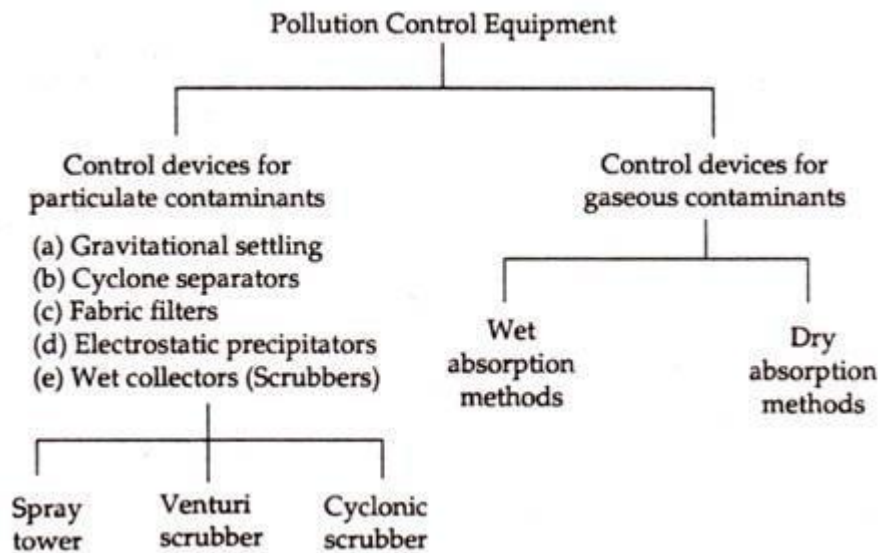 Pollution Control Equipment
Control devices for
particulate contaminants
(a) Gravitational settling
(b) Cyclone separators
(c) Fabric filters
(d) Electrostatic precipitators
(e) Wet collectors (Scrubbers)
Spray
tower
Venturi
scrubber
Cyclonic
scrubber
Control devices for
gaseous contaminants
Wet
absorption
methods
Dry
absorption
methods